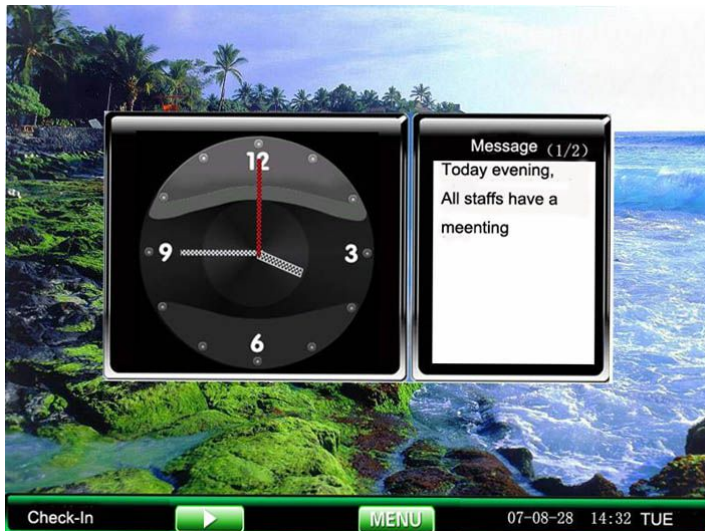 12
9
3
6
Message (1/2)
Today evening,
All staffs have a
meenting
Check-In
MENU
07-08-28 14:32 TUE